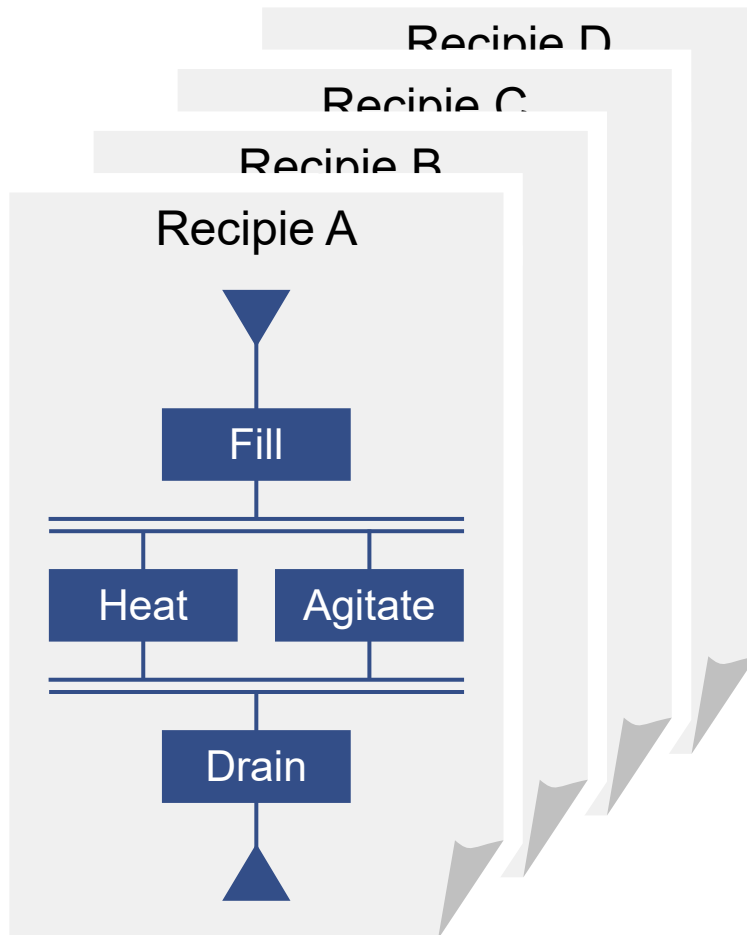 Recipie D
Recipie C
Recipie B
Recipie A
Fill
Heat Agitate
Drain